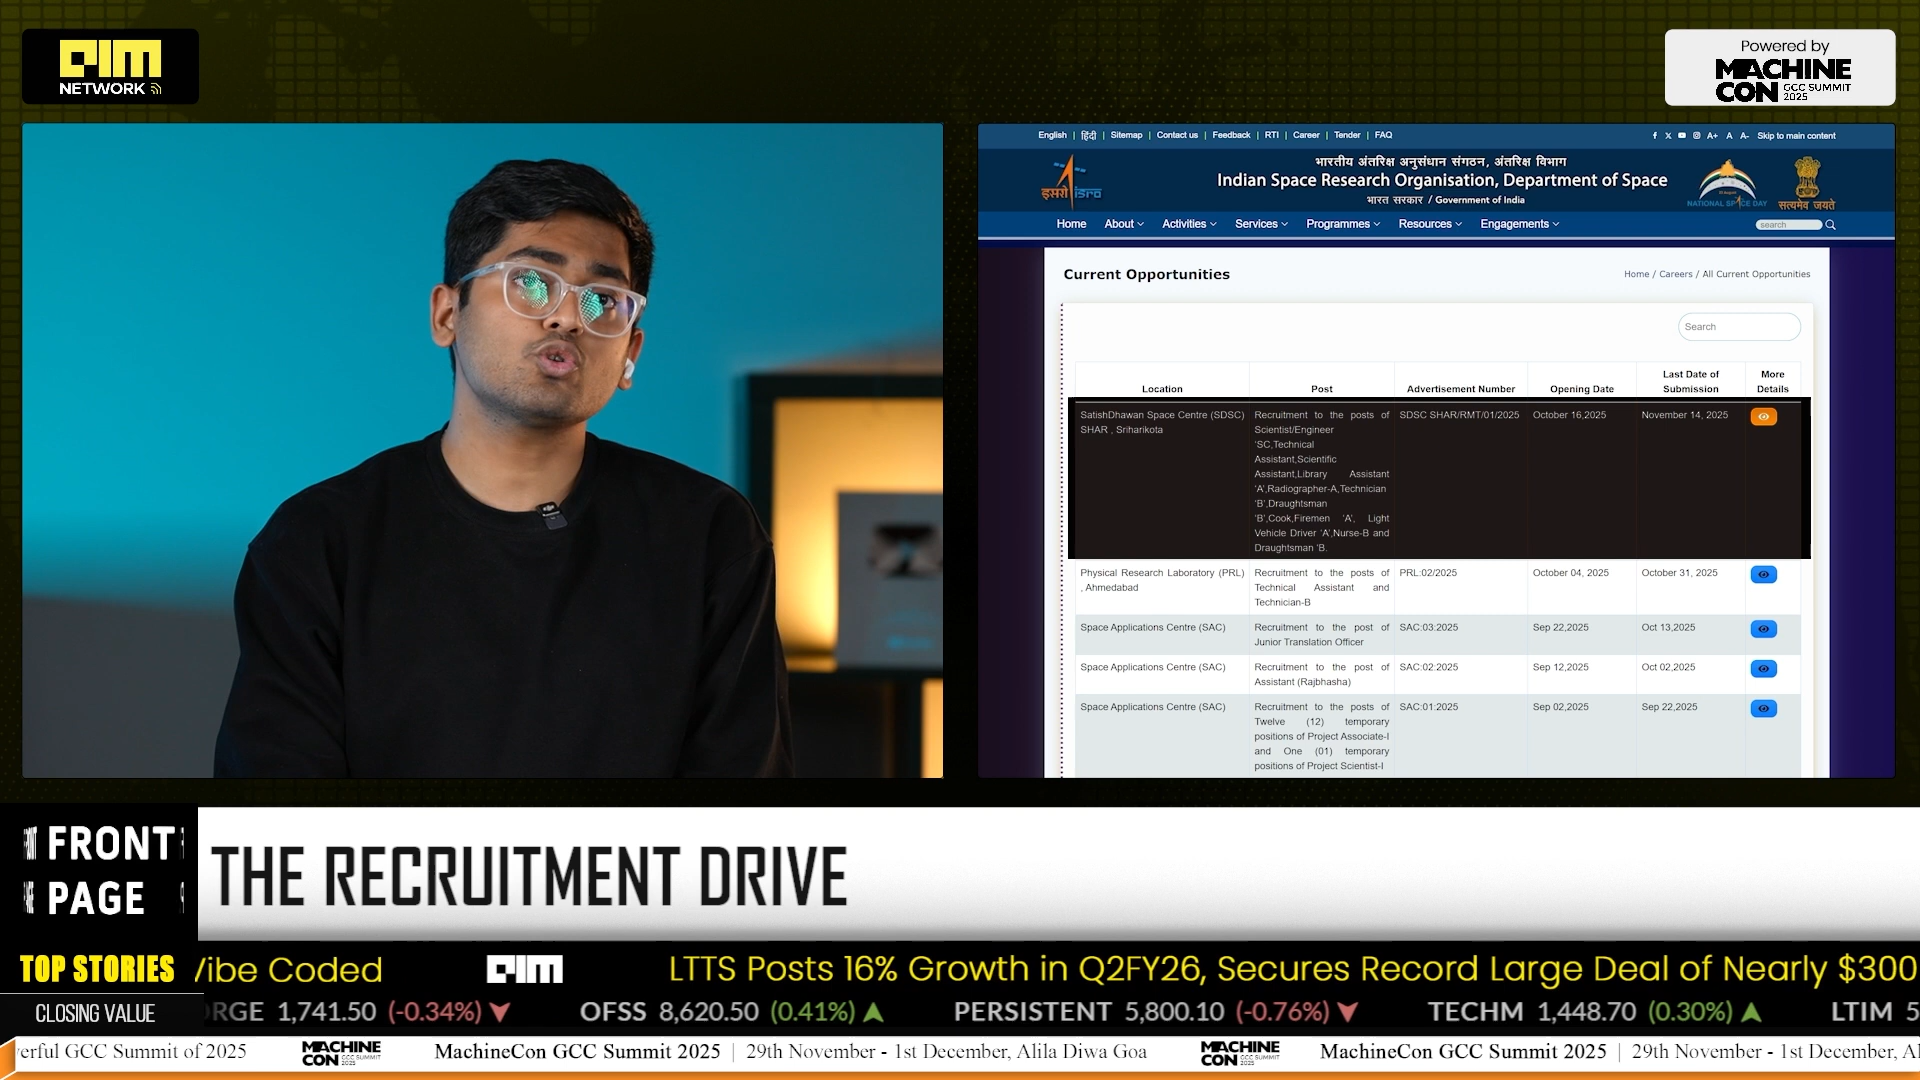 AIM
NETWORK
Powered by
MACHINE
CON GCC SUMMIT
2025
English | हिंदी | Sitemap | Contact us | Feedback | RTI | Career | Tender | FAQ
A+ A A- Skip to main content
भारतीय अंतरिक्ष अनुसंधान संगठन, अंतरिक्ष विभाग
Indian Space Research Organisation, Department of Space
भारत सरकार / Government of India
इसरो isro
NATIONAL SPACE DAY
सत्यमेव जयते
Home About Activities Services Programmes Resources Engagements
search
Current Opportunities
Home / Careers / All Current Opportunities
Search
Location Post Advertisement Number Opening Date Last Date of Submission More Details
SatishDhawan Space Centre (SDSC) SHAR , Sriharikota
Recruitment to the posts of
Scientist/Engineer
'SC,Technical
Assistant,Scientific
Assistant,Library Assistant
'A',Radiographer-A,Technician
'B',Draughtsman
'B',Cook,Firemen 'A', Light
Vehicle Driver 'A',Nurse-B and
Draughtsman 'B.
SDSC SHAR/RMT/01/2025
October 16,2025
November 14, 2025
Physical Research Laboratory (PRL)
, Ahmedabad
Recruitment to the posts of
Technical Assistant and
Technician-B
PRL:02/2025
October 04, 2025
October 31, 2025
Space Applications Centre (SAC)
Recruitment to the post of
Junior Translation Officer
SAC:03:2025
Sep 22,2025
Oct 13,2025
Space Applications Centre (SAC)
Recruitment to the post of
Assistant (Rajbhasha)
SAC:02:2025
Sep 12,2025
Oct 02,2025
Space Applications Centre (SAC)
Recruitment to the posts of
Twelve (12) temporary
positions of Project Associate-I
and One (01) temporary
positions of Project Scientist-I
SAC:01:2025
Sep 02,2025
Sep 22,2025
FRONT
PAGE
THE RECRUITMENT DRIVE
TOP STORIES
Vibe Coded AIM LTTS Posts 16% Growth in Q2FY26, Secures Record Large Deal of Nearly $300
CLOSING VALUE
RGE 1,741.50 (-0.34%) OFSS 8,620.50 (0.41%) PERSISTENT 5,800.10 (-0.76%) TECHM 1,448.70 (0.30%) LTIM 5
erful GCC Summit of 2025 MACHINE CON GCC SUMMIT 2025 MachineCon GCC Summit 2025 | 29th November - 1st December, Alila Diwa Goa MACHINE CON GCC SUMMIT 2025 MachineCon GCC Summit 2025 | 29th November - 1st December, Al